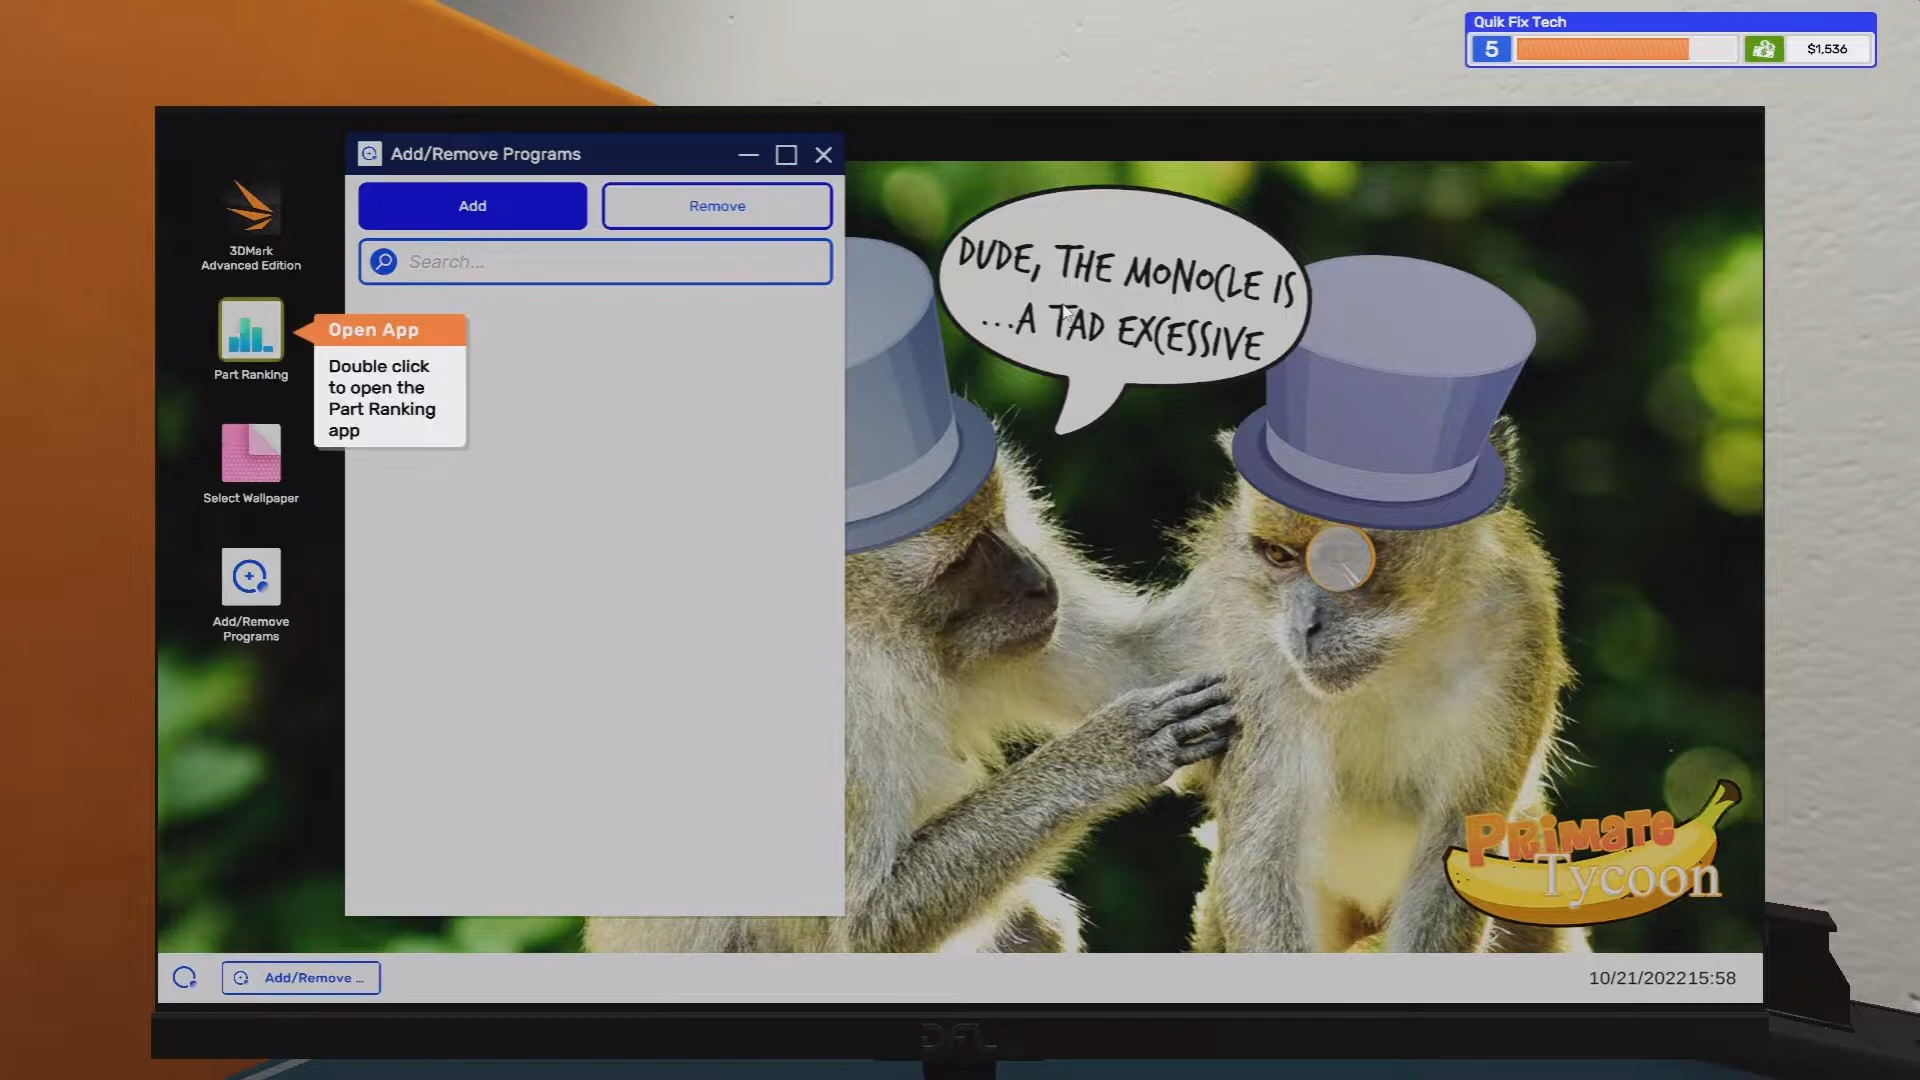 Quik Fix Tech
5
$1,536
Add/Remove Programs
Add
Remove
Search...
3DMark
Advanced Edition
Part Ranking
Open App
Double click
to open the
Part Ranking
app
Select Wallpaper
Add/Remove
Programs
DUDE, THE MONOCLE IS
...A TAD EXCESSIVE
PRiMATE
Tycoon
Add/Remove ...
10/21/2022 15:58